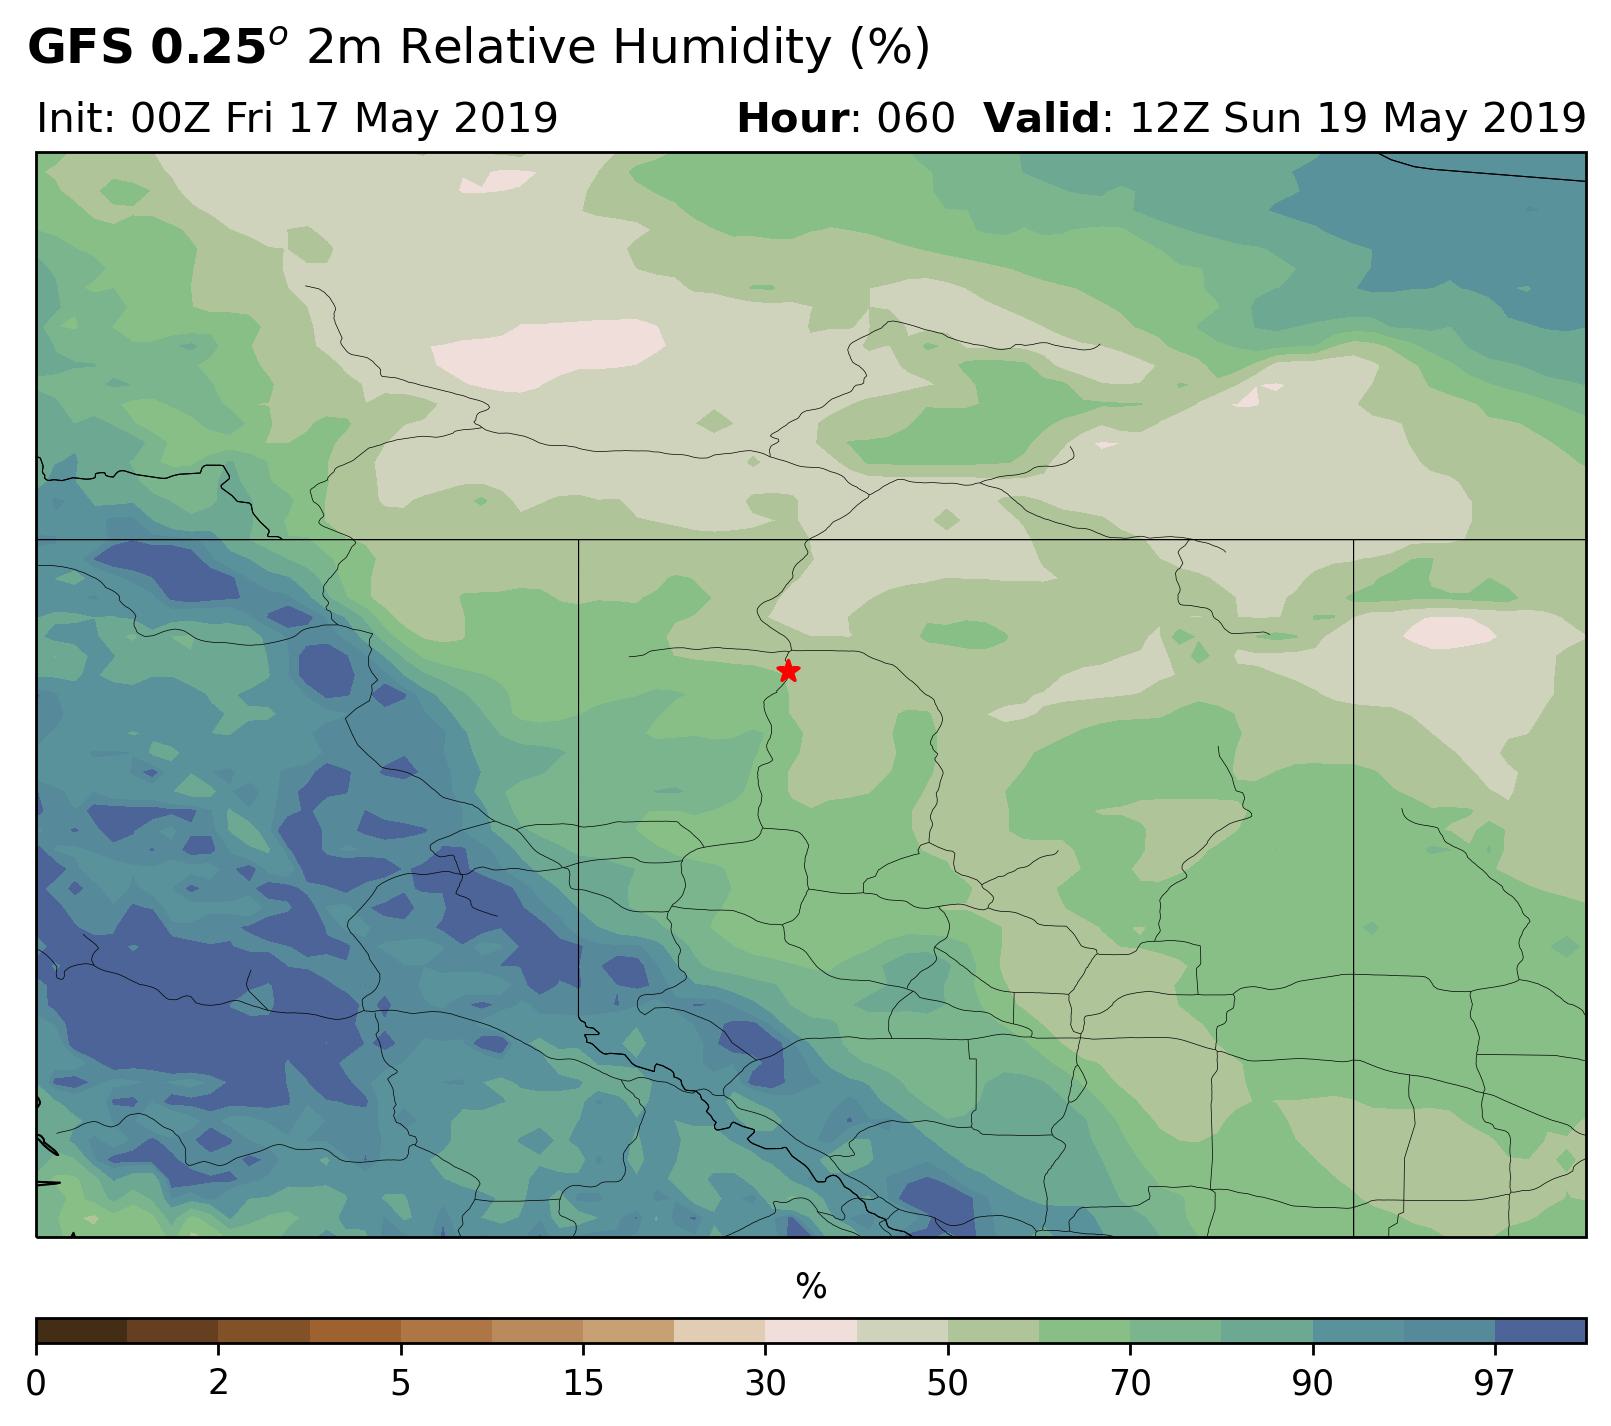 GFS 0.25° 2m Relative Humidity (%)
Init: 00Z Fri 17 May 2019 Hour: 060 Valid: 12Z Sun 19 May 2019
%
0 2 5 15 30 50 70 90 97